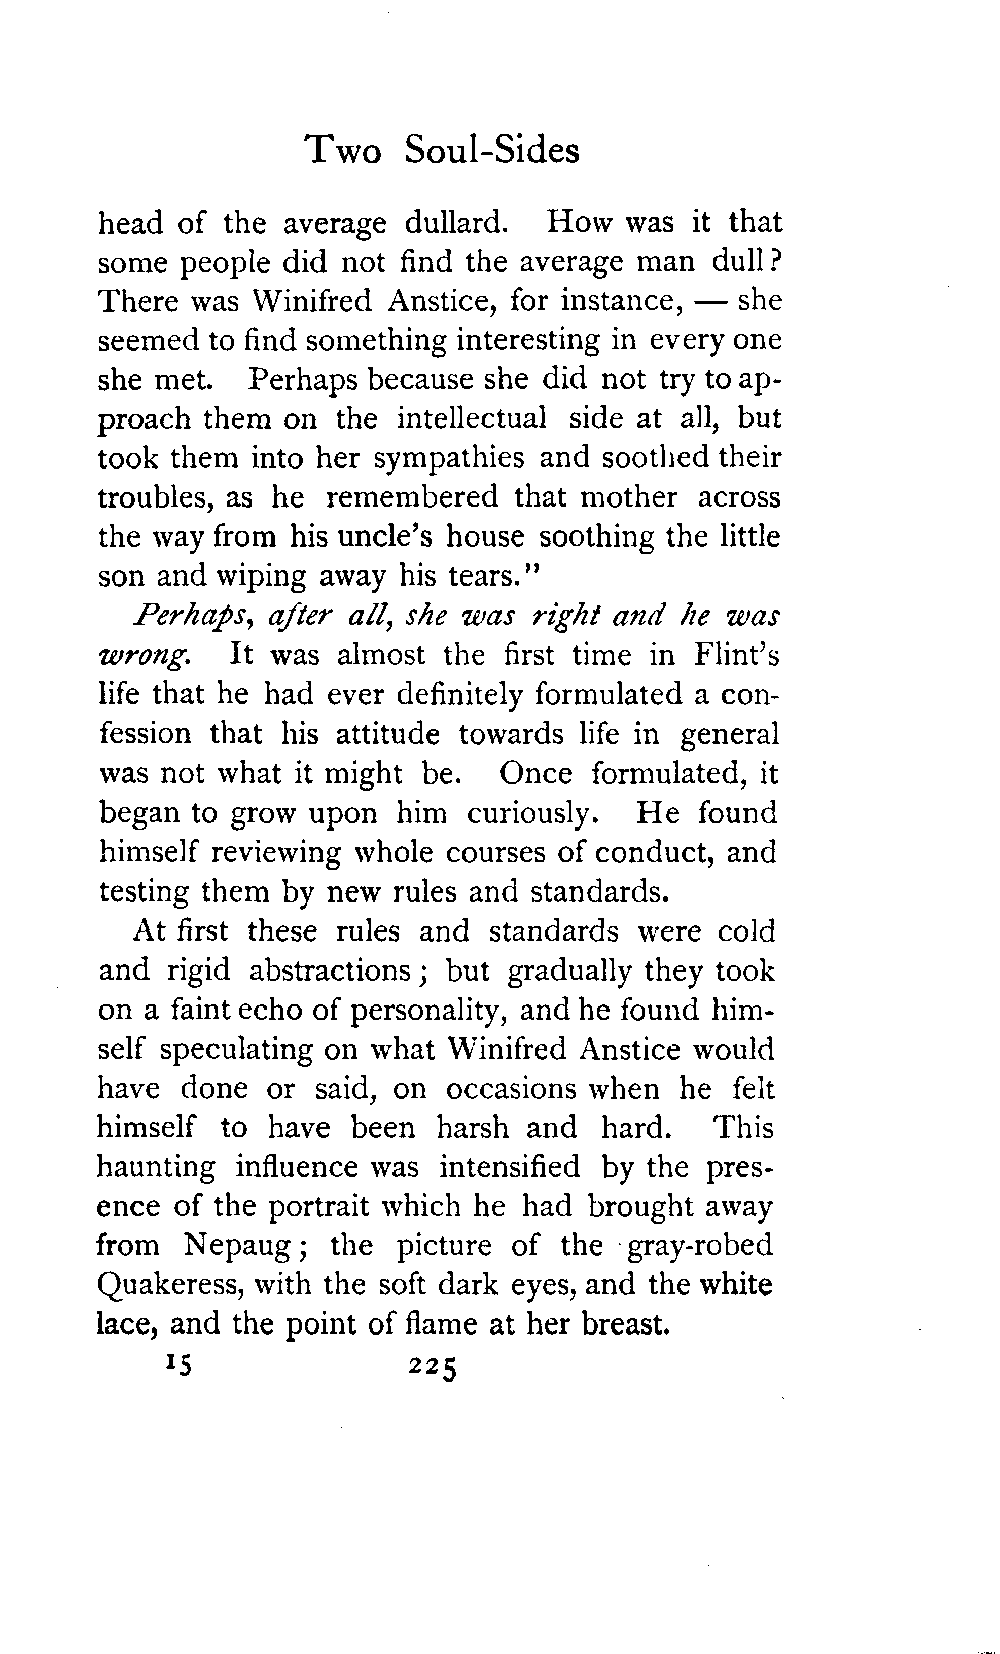 Two Soul-Sides
head of the average dullard. How was it that
some people did not find the average man dull?
There was Winifred Anstice, for instance, — she
seemed to find something interesting in every one
she met. Perhaps because she did not try to ap-
proach them on the intellectual side at all, but
took them into her sympathies and soothed their
troubles, as he remembered that mother across
the way from his uncle's house soothing the little
son and wiping away his tears."
Perhaps, after all, she was right and he was
wrong. It was almost the first time in Flint's
life that he had ever definitely formulated a con-
fession that his attitude towards life in general
was not what it might be. Once formulated, it
began to grow upon him curiously. He found
himself reviewing whole courses of conduct, and
testing them by new rules and standards.
At first these rules and standards were cold
and rigid abstractions; but gradually they took
on a faint echo of personality, and he found him-
self speculating on what Winifred Anstice would
have done or said, on occasions when he felt
himself to have been harsh and hard. This
haunting influence was intensified by the pres-
ence of the portrait which he had brought away
from Nepaug; the picture of the gray-robed
Quakeress, with the soft dark eyes, and the white
lace, and the point of flame at her breast.
15 225